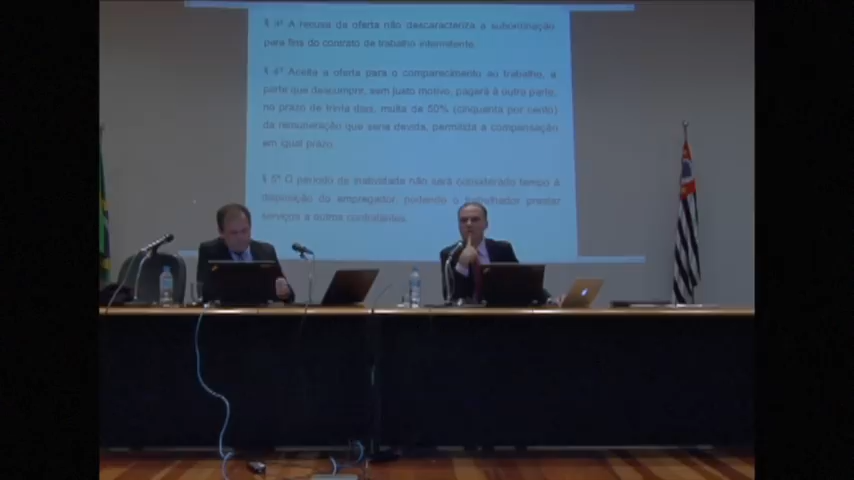 § 3º A recusa da oferta não descaracteriza a subordinação
para fins do contrato de trabalho intermitente.
§ 4º Aceita a oferta para o comparecimento ao trabalho, a
parte que descumprir, sem justo motivo, pagará à outra parte,
no prazo de trinta dias, multa de 50% (cinquenta por cento)
da remuneração que seria devida, permitida a compensação
em igual prazo.
§ 5º O período de inatividade não será considerado tempo à
disposição do empregador, podendo o trabalhador prestar
serviços a outros contratantes.